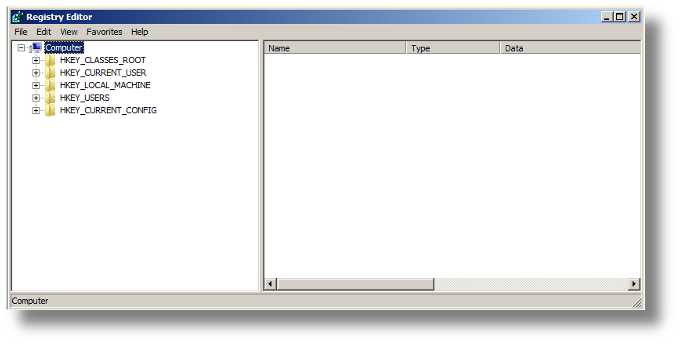 Registry Editor
File Edit View Favorites Help
Computer
HKEY_CLASSES_ROOT
HKEY_CURRENT_USER
HKEY_LOCAL_MACHINE
HKEY_USERS
HKEY_CURRENT_CONFIG
Name Type Data
Computer